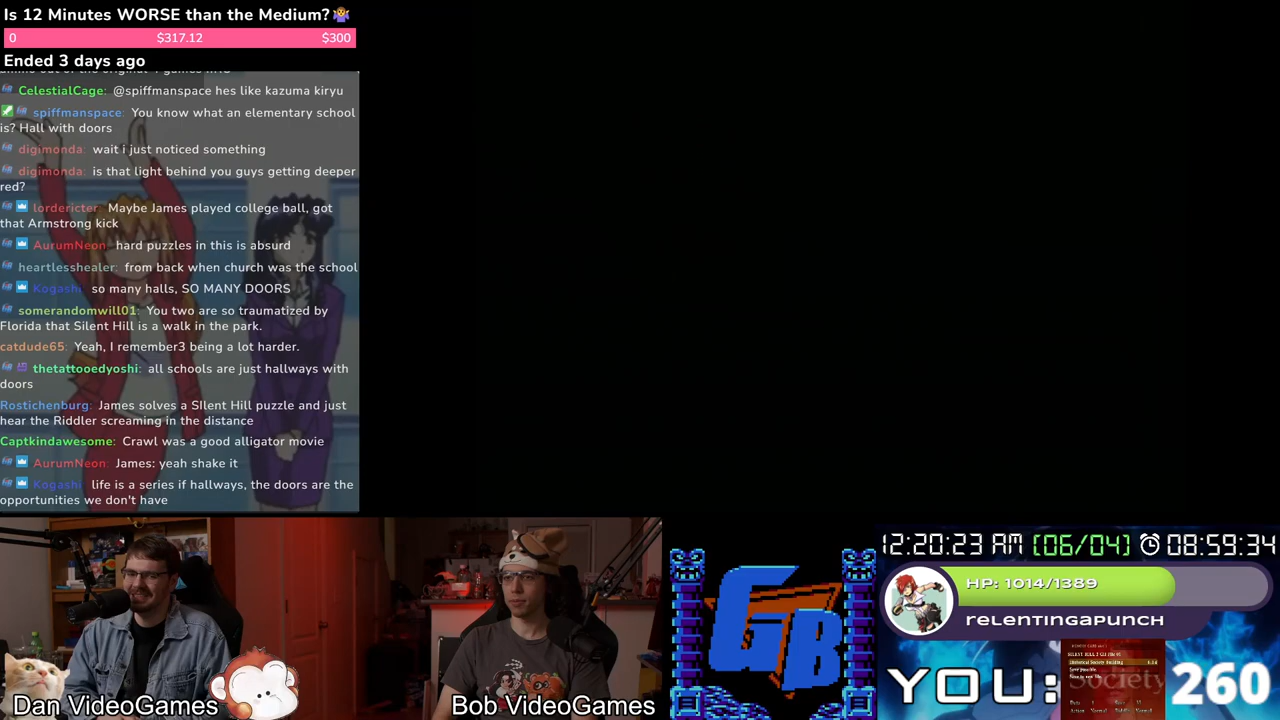 Is 12 Minutes WORSE than the Medium?🤷
0 $317.12 $300
Ended 3 days ago
CelestialCage: @spiffmanspace hes like kazuma kiryu
spiffmanspace: You know what an elementary school
is? Hall with doors
digimonda: wait i just noticed something
digimonda: is that light behind you guys getting deeper
red?
lordericter: Maybe James played college ball, got
that Armstrong kick
AurumNeon: hard puzzles in this is absurd
heartlesshealer: from back when church was the school
Kogashi: so many halls, SO MANY DOORS
somerandomwill01: You two are so traumatized by
Florida that Silent Hill is a walk in the park.
catdude65: Yeah, I remember3 being a lot harder.
thetattooedyoshi: all schools are just hallways with
doors
Rostichenburg: James solves a SIlent Hill puzzle and just
hear the Riddler screaming in the distance
Captkindawesome: Crawl was a good alligator movie
AurumNeon: James: yeah shake it
Kogashi: life is a series if hallways, the doors are the
opportunities we don't have
Dan VideoGames
Bob VideoGames
GB
12:20:23 AM [06/04] 08:59:34
HP: 1014/1389
relentingapunch
YOU:
Society
260